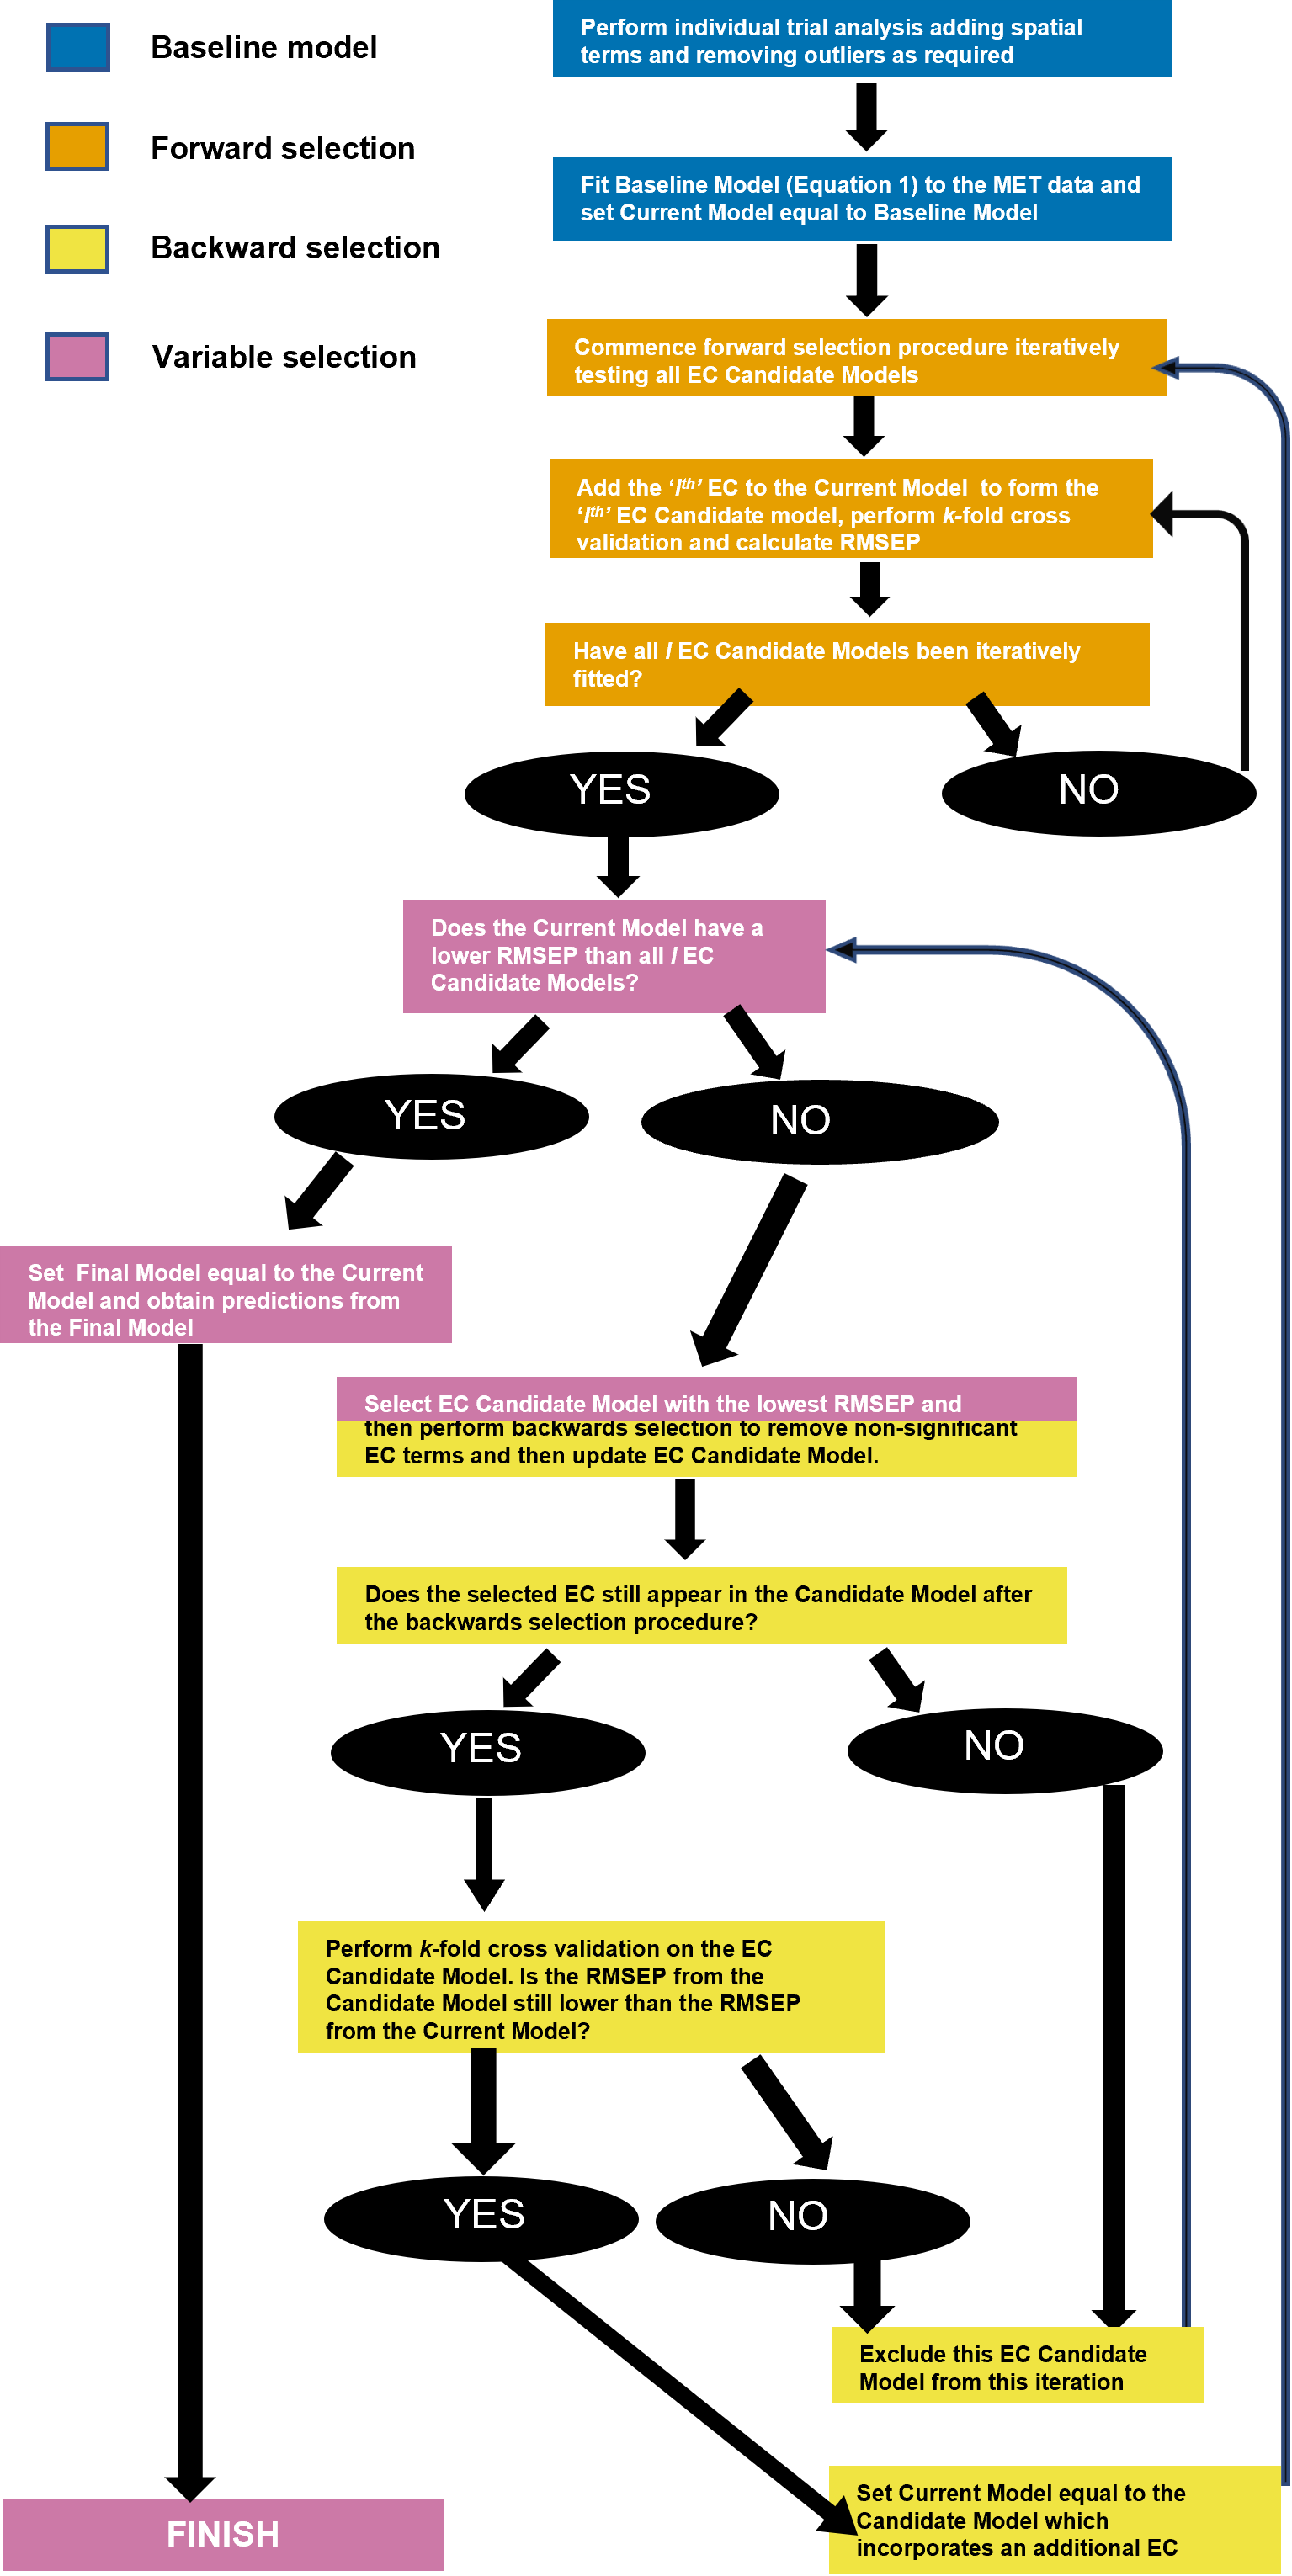 Baseline model
Forward selection
Backward selection
Variable selection
Perform individual trial analysis adding spatial
terms and removing outliers as required
Fit Baseline Model (Equation 1) to the MET data and
set Current Model equal to Baseline Model
Commence forward selection procedure iteratively
testing all EC Candidate Models
Add the ‘lth’ EC to the Current Model to form the
‘lth’ EC Candidate model, perform k-fold cross
validation and calculate RMSEP
Have all l EC Candidate Models been iteratively
fitted?
YES
NO
Does the Current Model have a
lower RMSEP than all l EC
Candidate Models?
YES
NO
Set Final Model equal to the Current
Model and obtain predictions from
the Final Model
Select EC Candidate Model with the lowest RMSEP and
then perform backwards selection to remove non-significant
EC terms and then update EC Candidate Model.
Does the selected EC still appear in the Candidate Model after
the backwards selection procedure?
YES
NO
Perform k-fold cross validation on the EC
Candidate Model. Is the RMSEP from the
Candidate Model still lower than the RMSEP
from the Current Model?
YES
NO
Exclude this EC Candidate
Model from this iteration
Set Current Model equal to the
Candidate Model which
incorporates an additional EC
FINISH